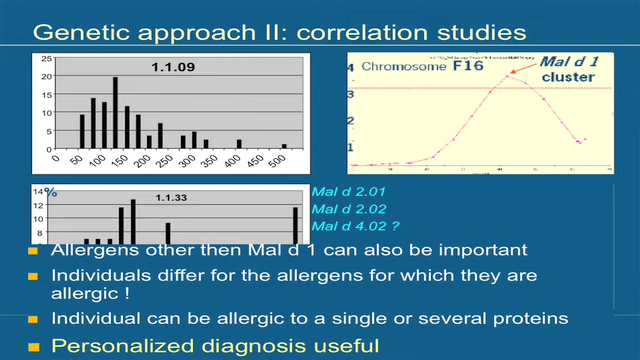 Genetic approach II: correlation studies
25
20
15
10
5
0
1.1.09
0
50
100
150
200
250
300
350
400
450
500
Chromosome F16
Mal d 1
cluster
4
3
2
1
14%
12
10
8
1.1.33
Mal d 2.01
Mal d 2.02
Mal d 4.02 ?
Allergens other then Mal d 1 can also be important
Individuals differ for the allergens for which they are
allergic !
Individual can be allergic to a single or several proteins
Personalized diagnosis useful